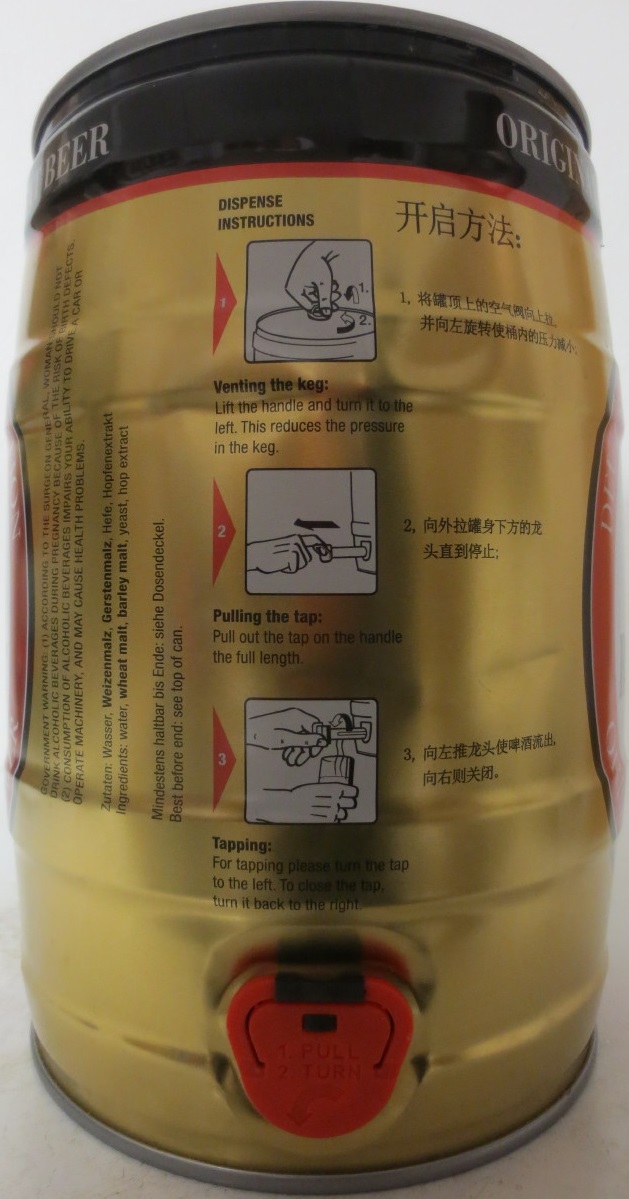 BEER
ORIGIN
DISPENSE
INSTRUCTIONS
开启方法:
1
1.
2.
1, 将罐顶上的空气阀向上拉,
并向左旋转使桶内的压力减小;
Venting the keg:
Lift the handle and turn it to the
left. This reduces the pressure
in the keg.
2
2, 向外拉罐身下方的龙
头直到停止;
Pulling the tap:
Pull out the tap on the handle
the full length.
3
3, 向左推龙头使啤酒流出,
向右则关闭。
Tapping:
For tapping please turn the tap
to the left. To close the tap,
turn it back to the right.
GOVERNMENT WARNING: (1) ACCORDING TO THE SURGEON GENERAL, WOMAN SHOULD NOT
DRINK ALCOHOLIC BEVERAGES DURING PREGNANCY BECAUSE OF THE RISK OF BIRTH DEFECTS.
(2) CONSUMPTION OF ALCOHOLIC BEVERAGES IMPAIRS YOUR ABILITY TO DRIVE A CAR OR
OPERATE MACHINERY, AND MAY CAUSE HEALTH PROBLEMS.
Zutaten: Wasser, Weizenmalz, Gerstenmalz, Hefe, Hopfenextrakt
Ingredients: water, wheat malt, barley malt, yeast, hop extract
Mindestens haltbar bis Ende: siehe Dosendeckel.
Best before end: see top of can.
1. PULL
2. TURN